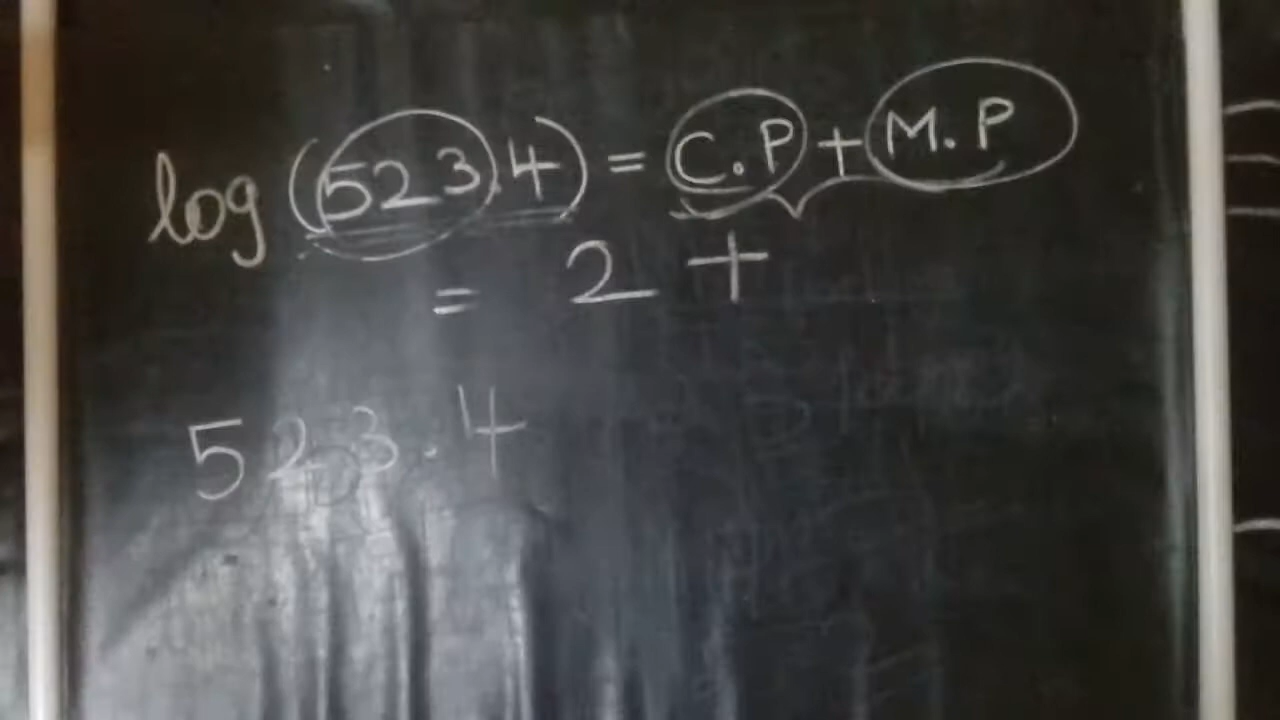 log (523.4) = C.P + M.P
= 2 +
523.4